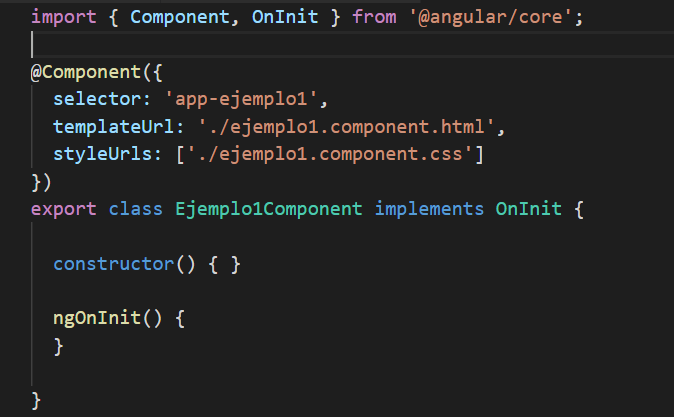 import { Component, OnInit } from '@angular/core';
@Component({
  selector: 'app-ejemplo1',
  templateUrl: './ejemplo1.component.html',
  styleUrls: ['./ejemplo1.component.css']
})
export class Ejemplo1Component implements OnInit {
  constructor() { }
  ngOnInit() {
  }
}